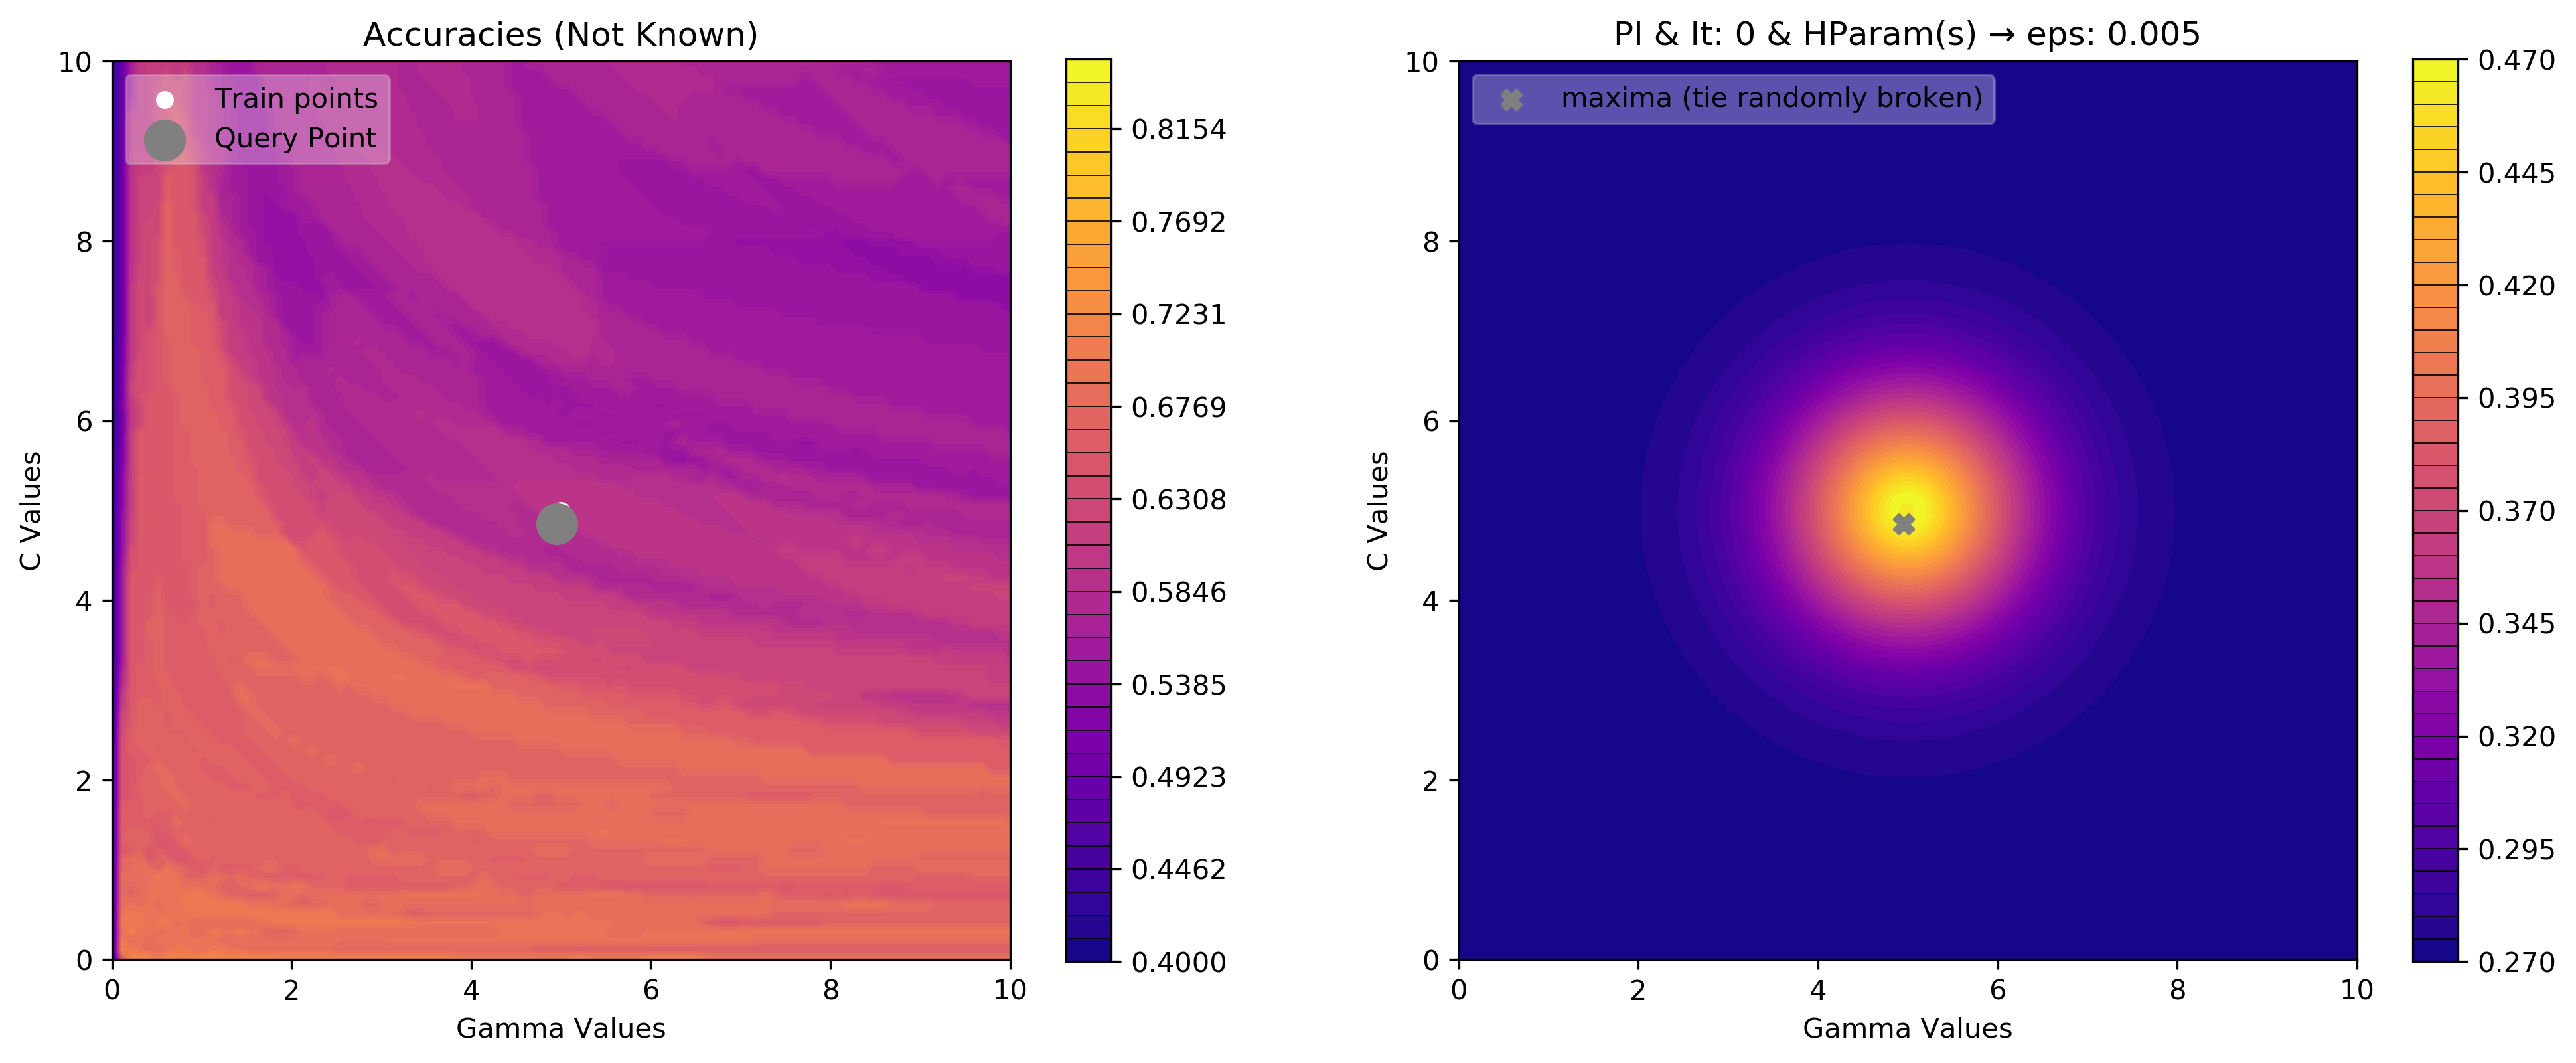 Accuracies (Not Known)
Train points
Query Point
10
8
6
4
2
0
C Values
0 2 4 6 8 10
Gamma Values
0.8154
0.7692
0.7231
0.6769
0.6308
0.5846
0.5385
0.4923
0.4462
0.4000
PI & It: 0 & HParam(s) → eps: 0.005
maxima (tie randomly broken)
10
8
6
4
2
0
C Values
0 2 4 6 8 10
Gamma Values
0.470
0.445
0.420
0.395
0.370
0.345
0.320
0.295
0.270